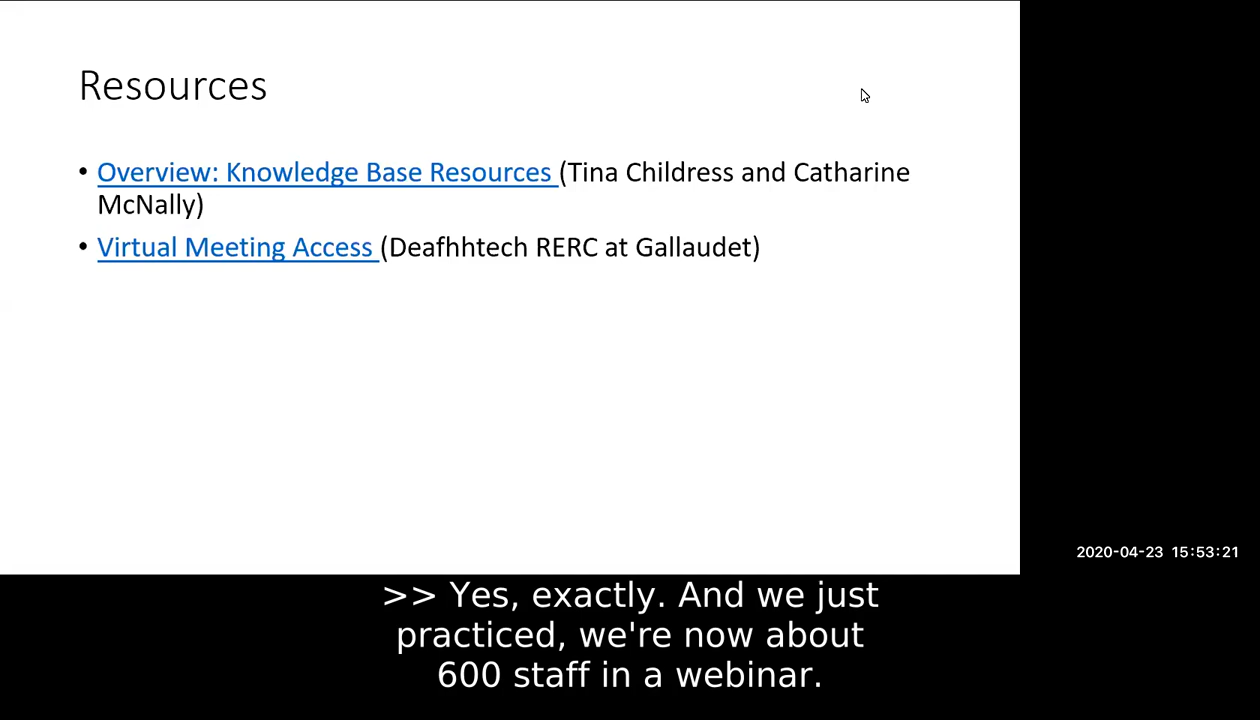 Resources
• Overview: Knowledge Base Resources (Tina Childress and Catharine
McNally)
• Virtual Meeting Access (Deafhhtech RERC at Gallaudet)
2020-04-23 15:53:21
>> Yes, exactly. And we just
practiced, we're now about
600 staff in a webinar.